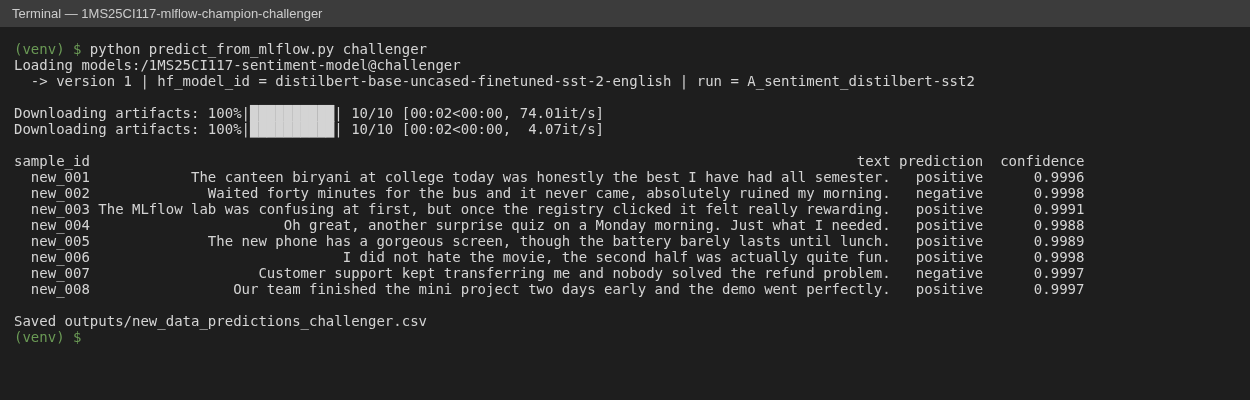 Terminal — 1MS25CI117-mlflow-champion-challenger
(venv) $ python predict_from_mlflow.py challenger
Loading models:/1MS25CI117-sentiment-model@challenger
  -> version 1 | hf_model_id = distilbert-base-uncased-finetuned-sst-2-english | run = A_sentiment_distilbert-sst2
Downloading artifacts: 100%|██████████| 10/10 [00:02<00:00, 74.01it/s]
Downloading artifacts: 100%|██████████| 10/10 [00:02<00:00,  4.07it/s]
sample_id text prediction confidence
new_001 The canteen biryani at college today was honestly the best I have had all semester. positive 0.9996
new_002 Waited forty minutes for the bus and it never came, absolutely ruined my morning. negative 0.9998
new_003 The MLflow lab was confusing at first, but once the registry clicked it felt really rewarding. positive 0.9991
new_004 Oh great, another surprise quiz on a Monday morning. Just what I needed. positive 0.9988
new_005 The new phone has a gorgeous screen, though the battery barely lasts until lunch. positive 0.9989
new_006 I did not hate the movie, the second half was actually quite fun. positive 0.9998
new_007 Customer support kept transferring me and nobody solved the refund problem. negative 0.9997
new_008 Our team finished the mini project two days early and the demo went perfectly. positive 0.9997
Saved outputs/new_data_predictions_challenger.csv
(venv) $